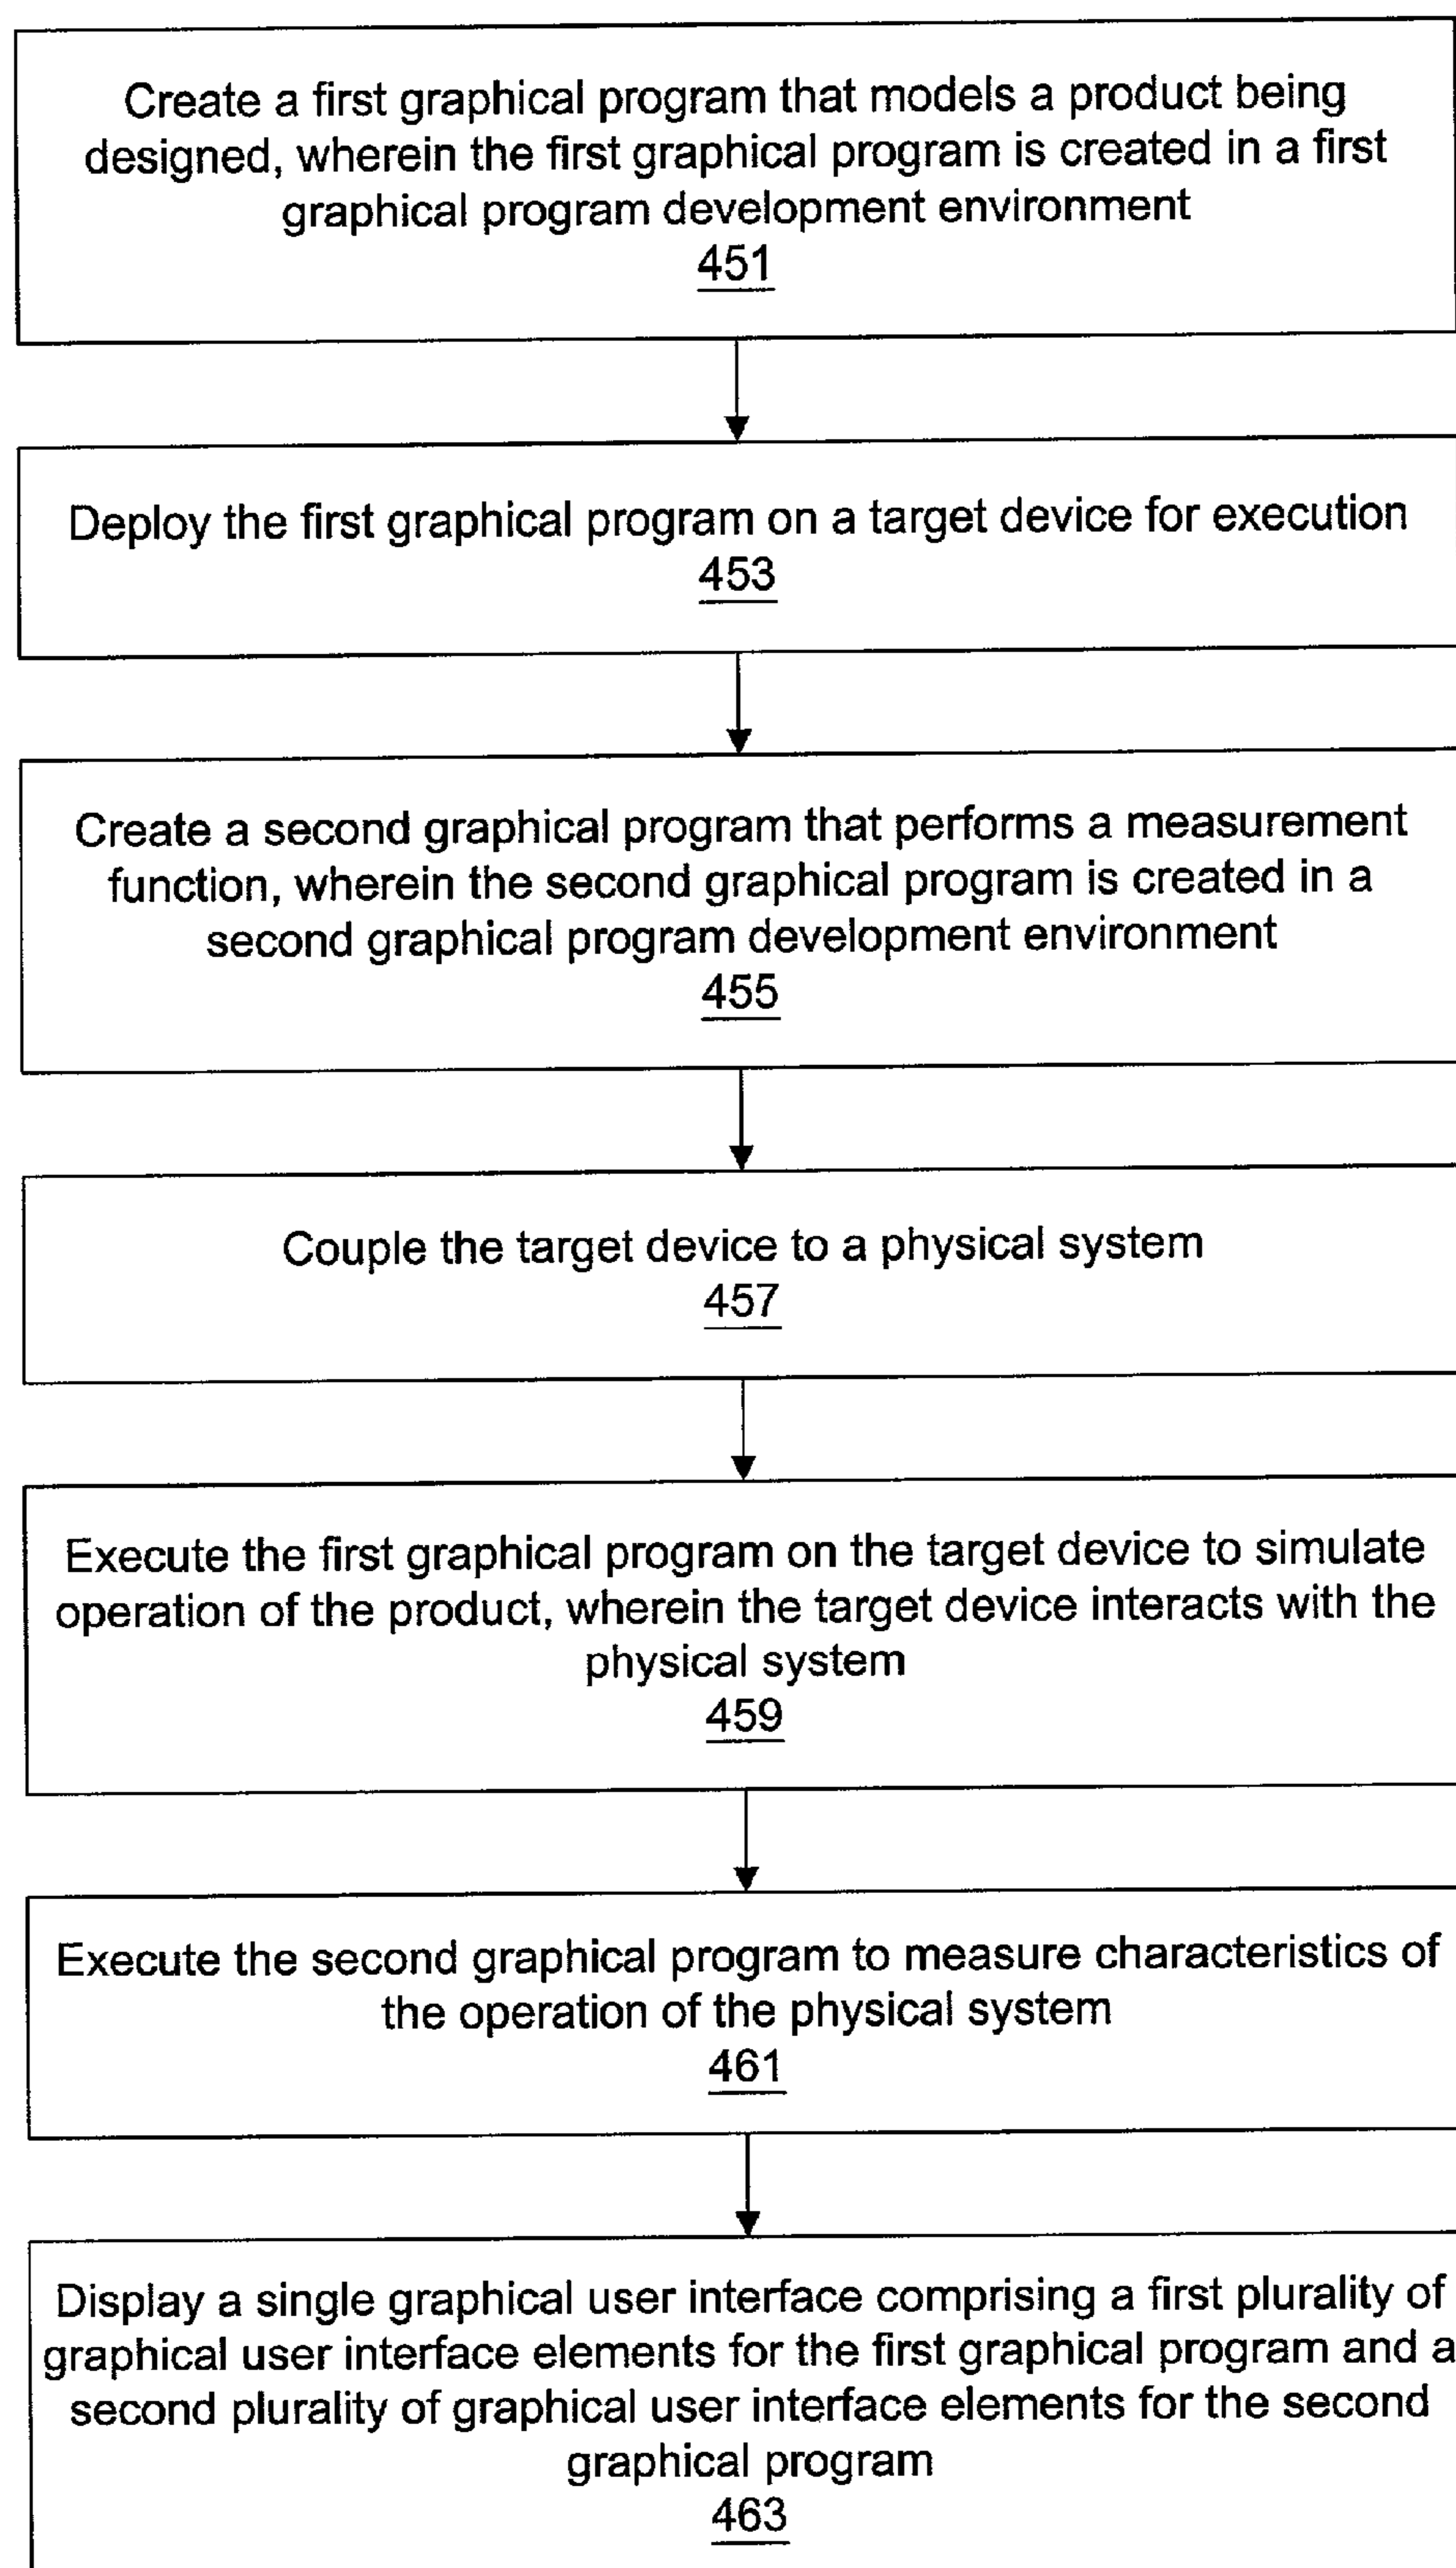 Create a first graphical program that models a product being
designed, wherein the first graphical program is created in a first
graphical program development environment
451
Deploy the first graphical program on a target device for execution
453
Create a second graphical program that performs a measurement
function, wherein the second graphical program is created in a
second graphical program development environment
455
Couple the target device to a physical system
457
Execute the first graphical program on the target device to simulate
operation of the product, wherein the target device interacts with the
physical system
459
Execute the second graphical program to measure characteristics of
the operation of the physical system
461
Display a single graphical user interface comprising a first plurality of
graphical user interface elements for the first graphical program and a
second plurality of graphical user interface elements for the second
graphical program
463